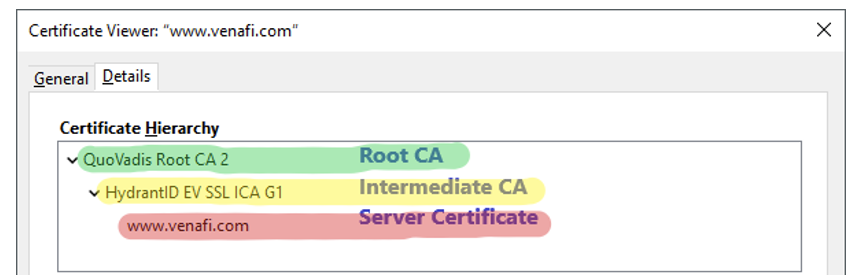 Certificate Viewer: “www.venafi.com”
General Details
Certificate Hierarchy
QuoVadis Root CA 2 Root CA
HydrantID EV SSL ICA G1 Intermediate CA
www.venafi.com Server Certificate